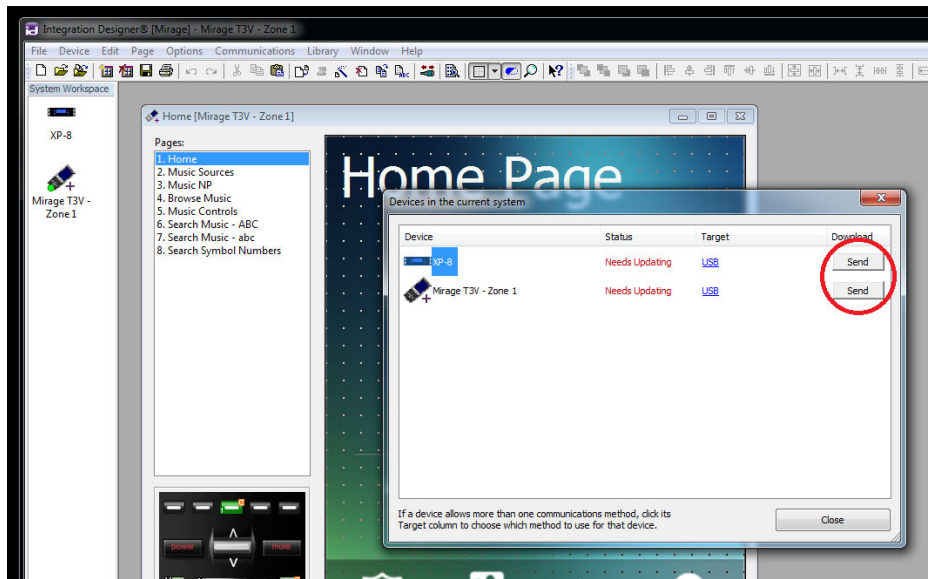 Integration Designer® [Mirage] - Mirage T3V - Zone 1
File Device Edit Page Options Communications Library Window Help
System Workspace
XP-8
Mirage T3V -
Zone 1
Home [Mirage T3V - Zone 1]
Pages:
1. Home
2. Music Sources
3. Music NP
4. Browse Music
5. Music Controls
6. Search Music - ABC
7. Search Music - abc
8. Search Symbol Numbers
Home Page
Devices in the current system
Device Status Target Download
XP-8 Needs Updating USB Send
Mirage T3V - Zone 1 Needs Updating USB Send
If a device allows more than one communications method, click its
Target column to choose which method to use for that device.
Close
power mute